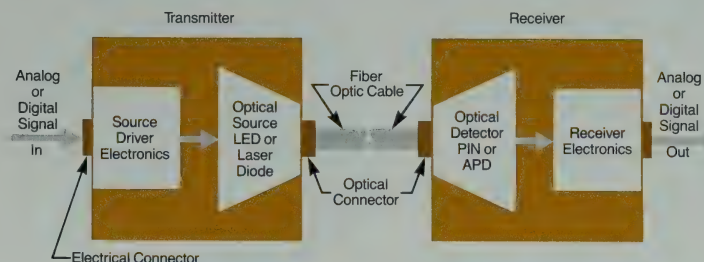 Transmitter
Receiver
Analog
or
Digital
Signal
In
Source
Driver
Electronics
Optical
Source
LED or
Laser
Diode
Fiber
Optic Cable
Optical
Connector
Optical
Detector
PIN or
APD
Receiver
Electronics
Analog
or
Digital
Signal
Out
Electrical Connector